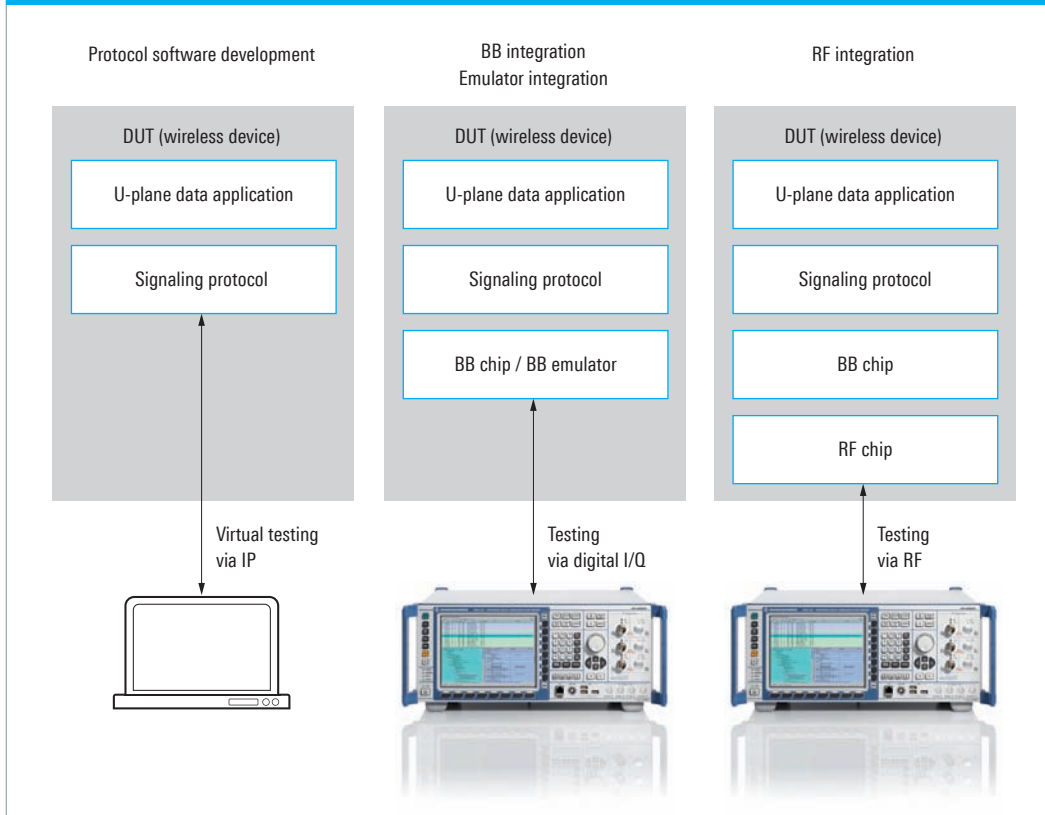 Protocol software development
BB integration
Emulator integration
RF integration
DUT (wireless device)
U-plane data application
Signaling protocol
Virtual testing
via IP
DUT (wireless device)
U-plane data application
Signaling protocol
BB chip / BB emulator
Testing
via digital I/Q
DUT (wireless device)
U-plane data application
Signaling protocol
BB chip
RF chip
Testing
via RF